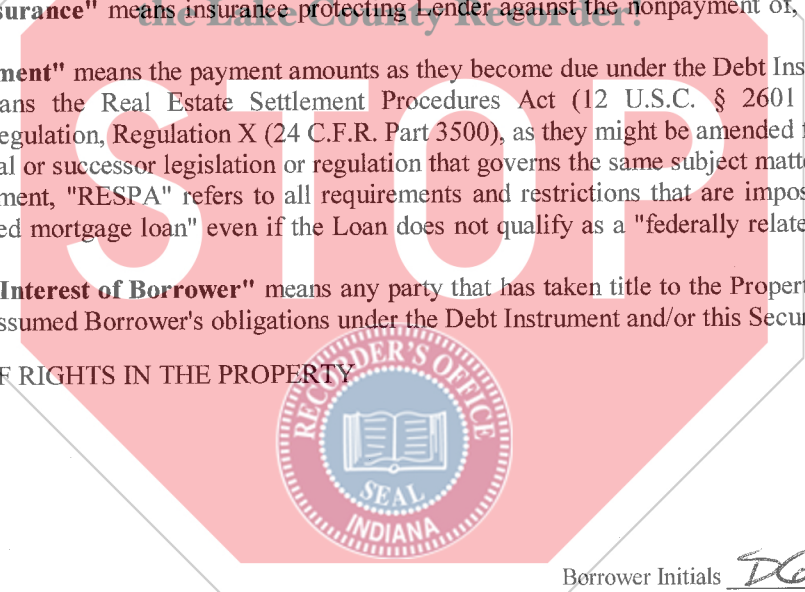 surance" means insurance protecting Lender against the nonpayment of,
the Lake County Recorder!
ment" means the payment amounts as they become due under the Debt Ins
ans the Real Estate Settlement Procedures Act (12 U.S.C. § 2601
egulation, Regulation X (24 C.F.R. Part 3500), as they might be amended
al or successor legislation or regulation that governs the same subject matt
ment, "RESPA" refers to all requirements and restrictions that are impos
ed mortgage loan" even if the Loan does not qualify as a "federally relate
STOP
Interest of Borrower" means any party that has taken title to the Propert
ssumed Borrower's obligations under the Debt Instrument and/or this Secu
F RIGHTS IN THE PROPERTY
RECORDER'S OFFICE
SEAL
INDIANA
Borrower Initials